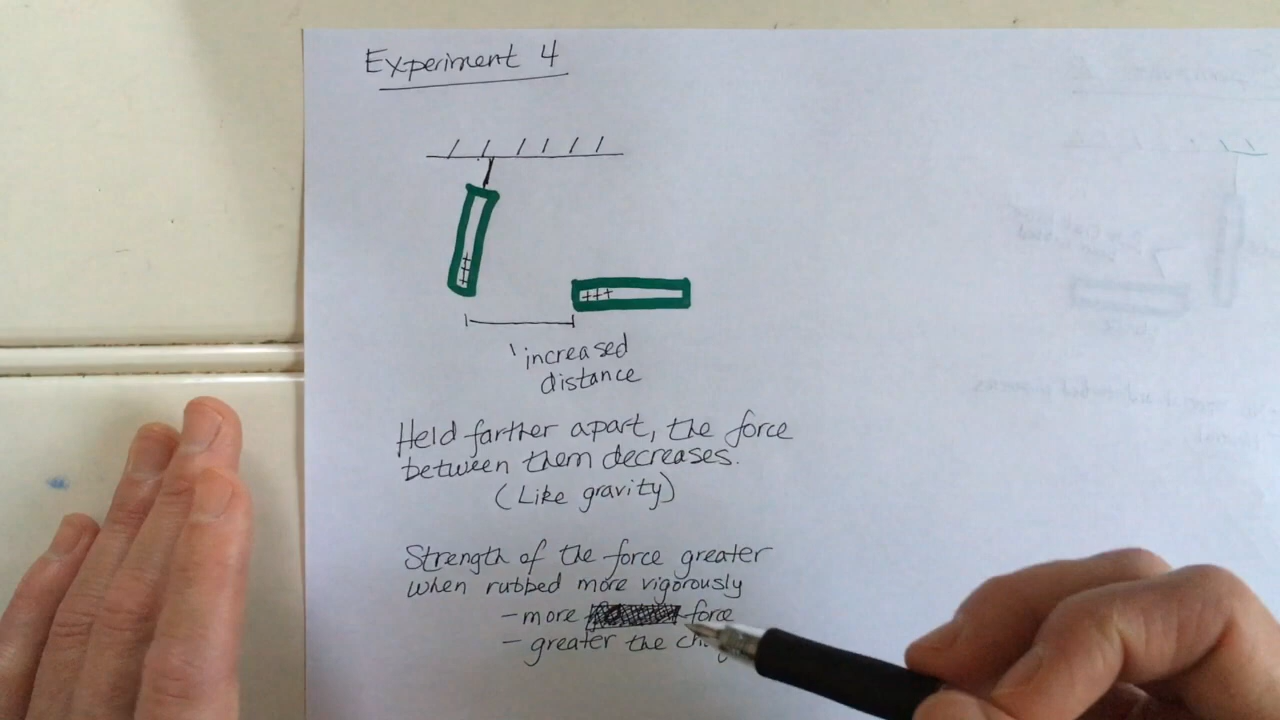 Experiment 4
+++
+++
increased
distance
Held farther apart, the force
between them decreases.
(Like gravity)
Strength of the force greater
when rubbed more vigorously
- more force
- greater the